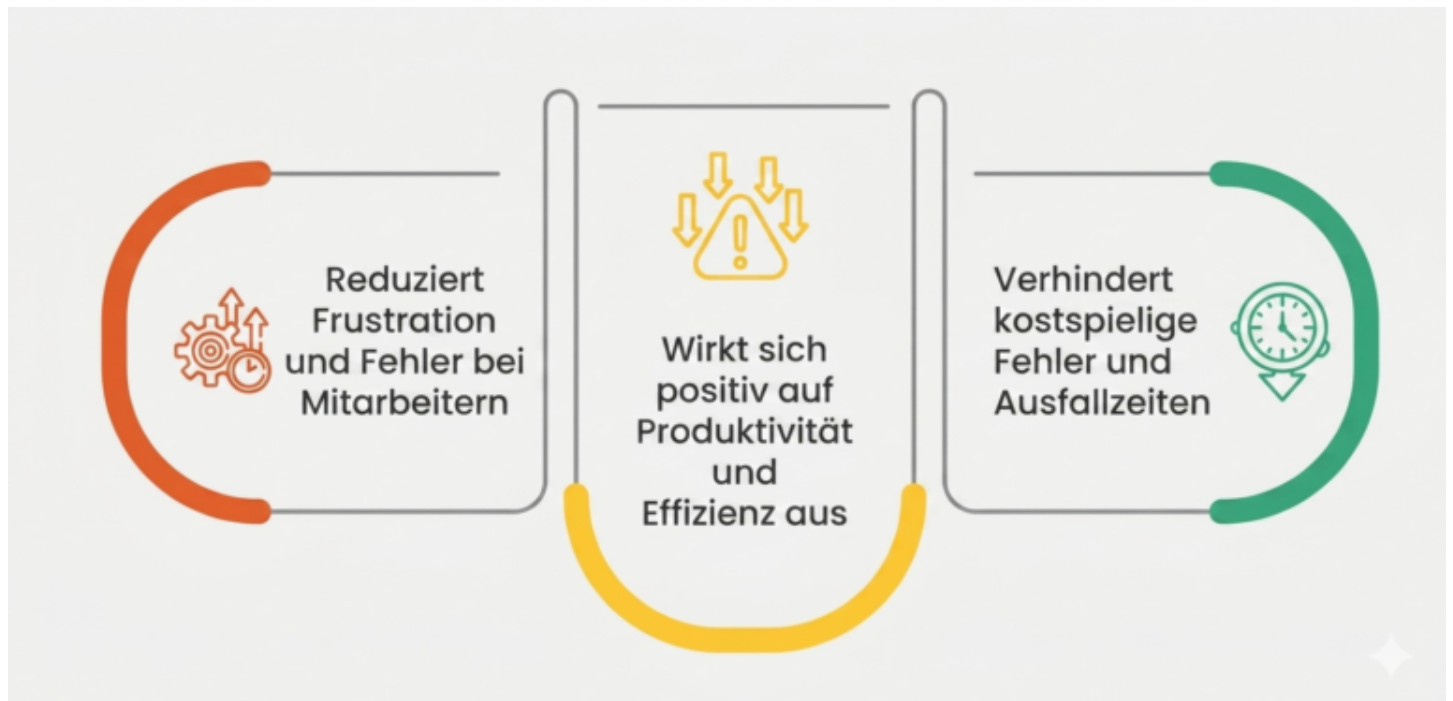 Reduziert
Frustration
und Fehler bei
Mitarbeitern
Wirkt sich
positiv auf
Produktivität
und
Effizienz aus
Verhindert
kostspielige
Fehler und
Ausfallzeiten